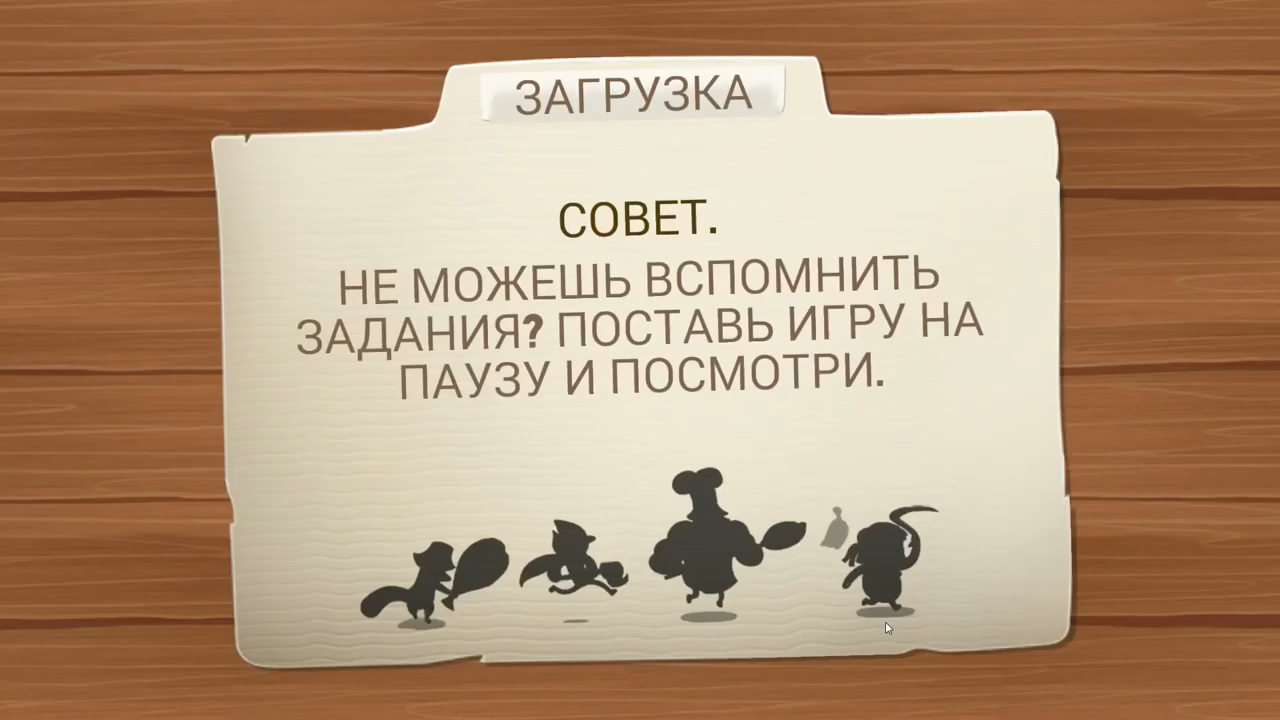 ЗАГРУЗКА
СОВЕТ.
НЕ МОЖЕШЬ ВСПОМНИТЬ
ЗАДАНИЯ? ПОСТАВЬ ИГРУ НА
ПАУЗУ И ПОСМОТРИ.